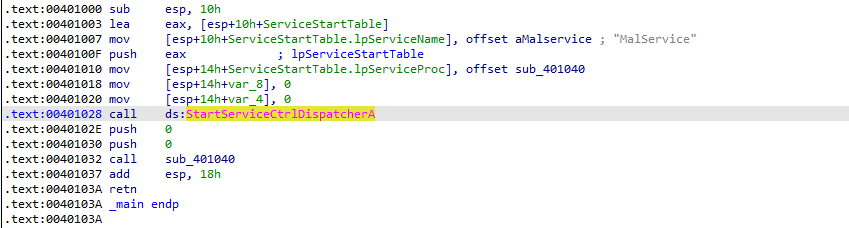 .text:00401000 sub     esp, 10h
.text:00401003 lea     eax, [esp+10h+ServiceStartTable]
.text:00401007 mov     [esp+10h+ServiceStartTable.lpServiceName], offset aMalservice ; "MalService"
.text:0040100F push    eax             ; lpServiceStartTable
.text:00401010 mov     [esp+14h+ServiceStartTable.lpServiceProc], offset sub_401040
.text:00401018 mov     [esp+14h+var_8], 0
.text:00401020 mov     [esp+14h+var_4], 0
.text:00401028 call    ds:StartServiceCtrlDispatcherA
.text:0040102E push    0
.text:00401030 push    0
.text:00401032 call    sub_401040
.text:00401037 add     esp, 18h
.text:0040103A retn
.text:0040103A _main endp
.text:0040103A